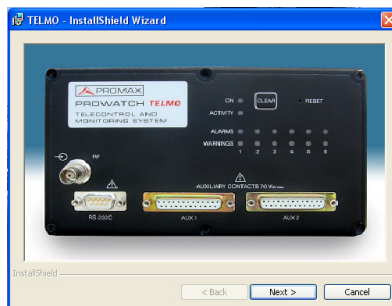 TELMO - InstallShield Wizard
PROMAX
PROWATCH TELMO
TELECONTROL AND
MONITORING SYSTEM
ON
CLEAR
RESET
ACTIVITY
ALARMS
WARNINGS
1 2 3 4 5 6
RF
AUXILIARY CONTACTS 70 V
RS-232C
AUX 1
AUX 2
InstallShield
< Back
Next >
Cancel